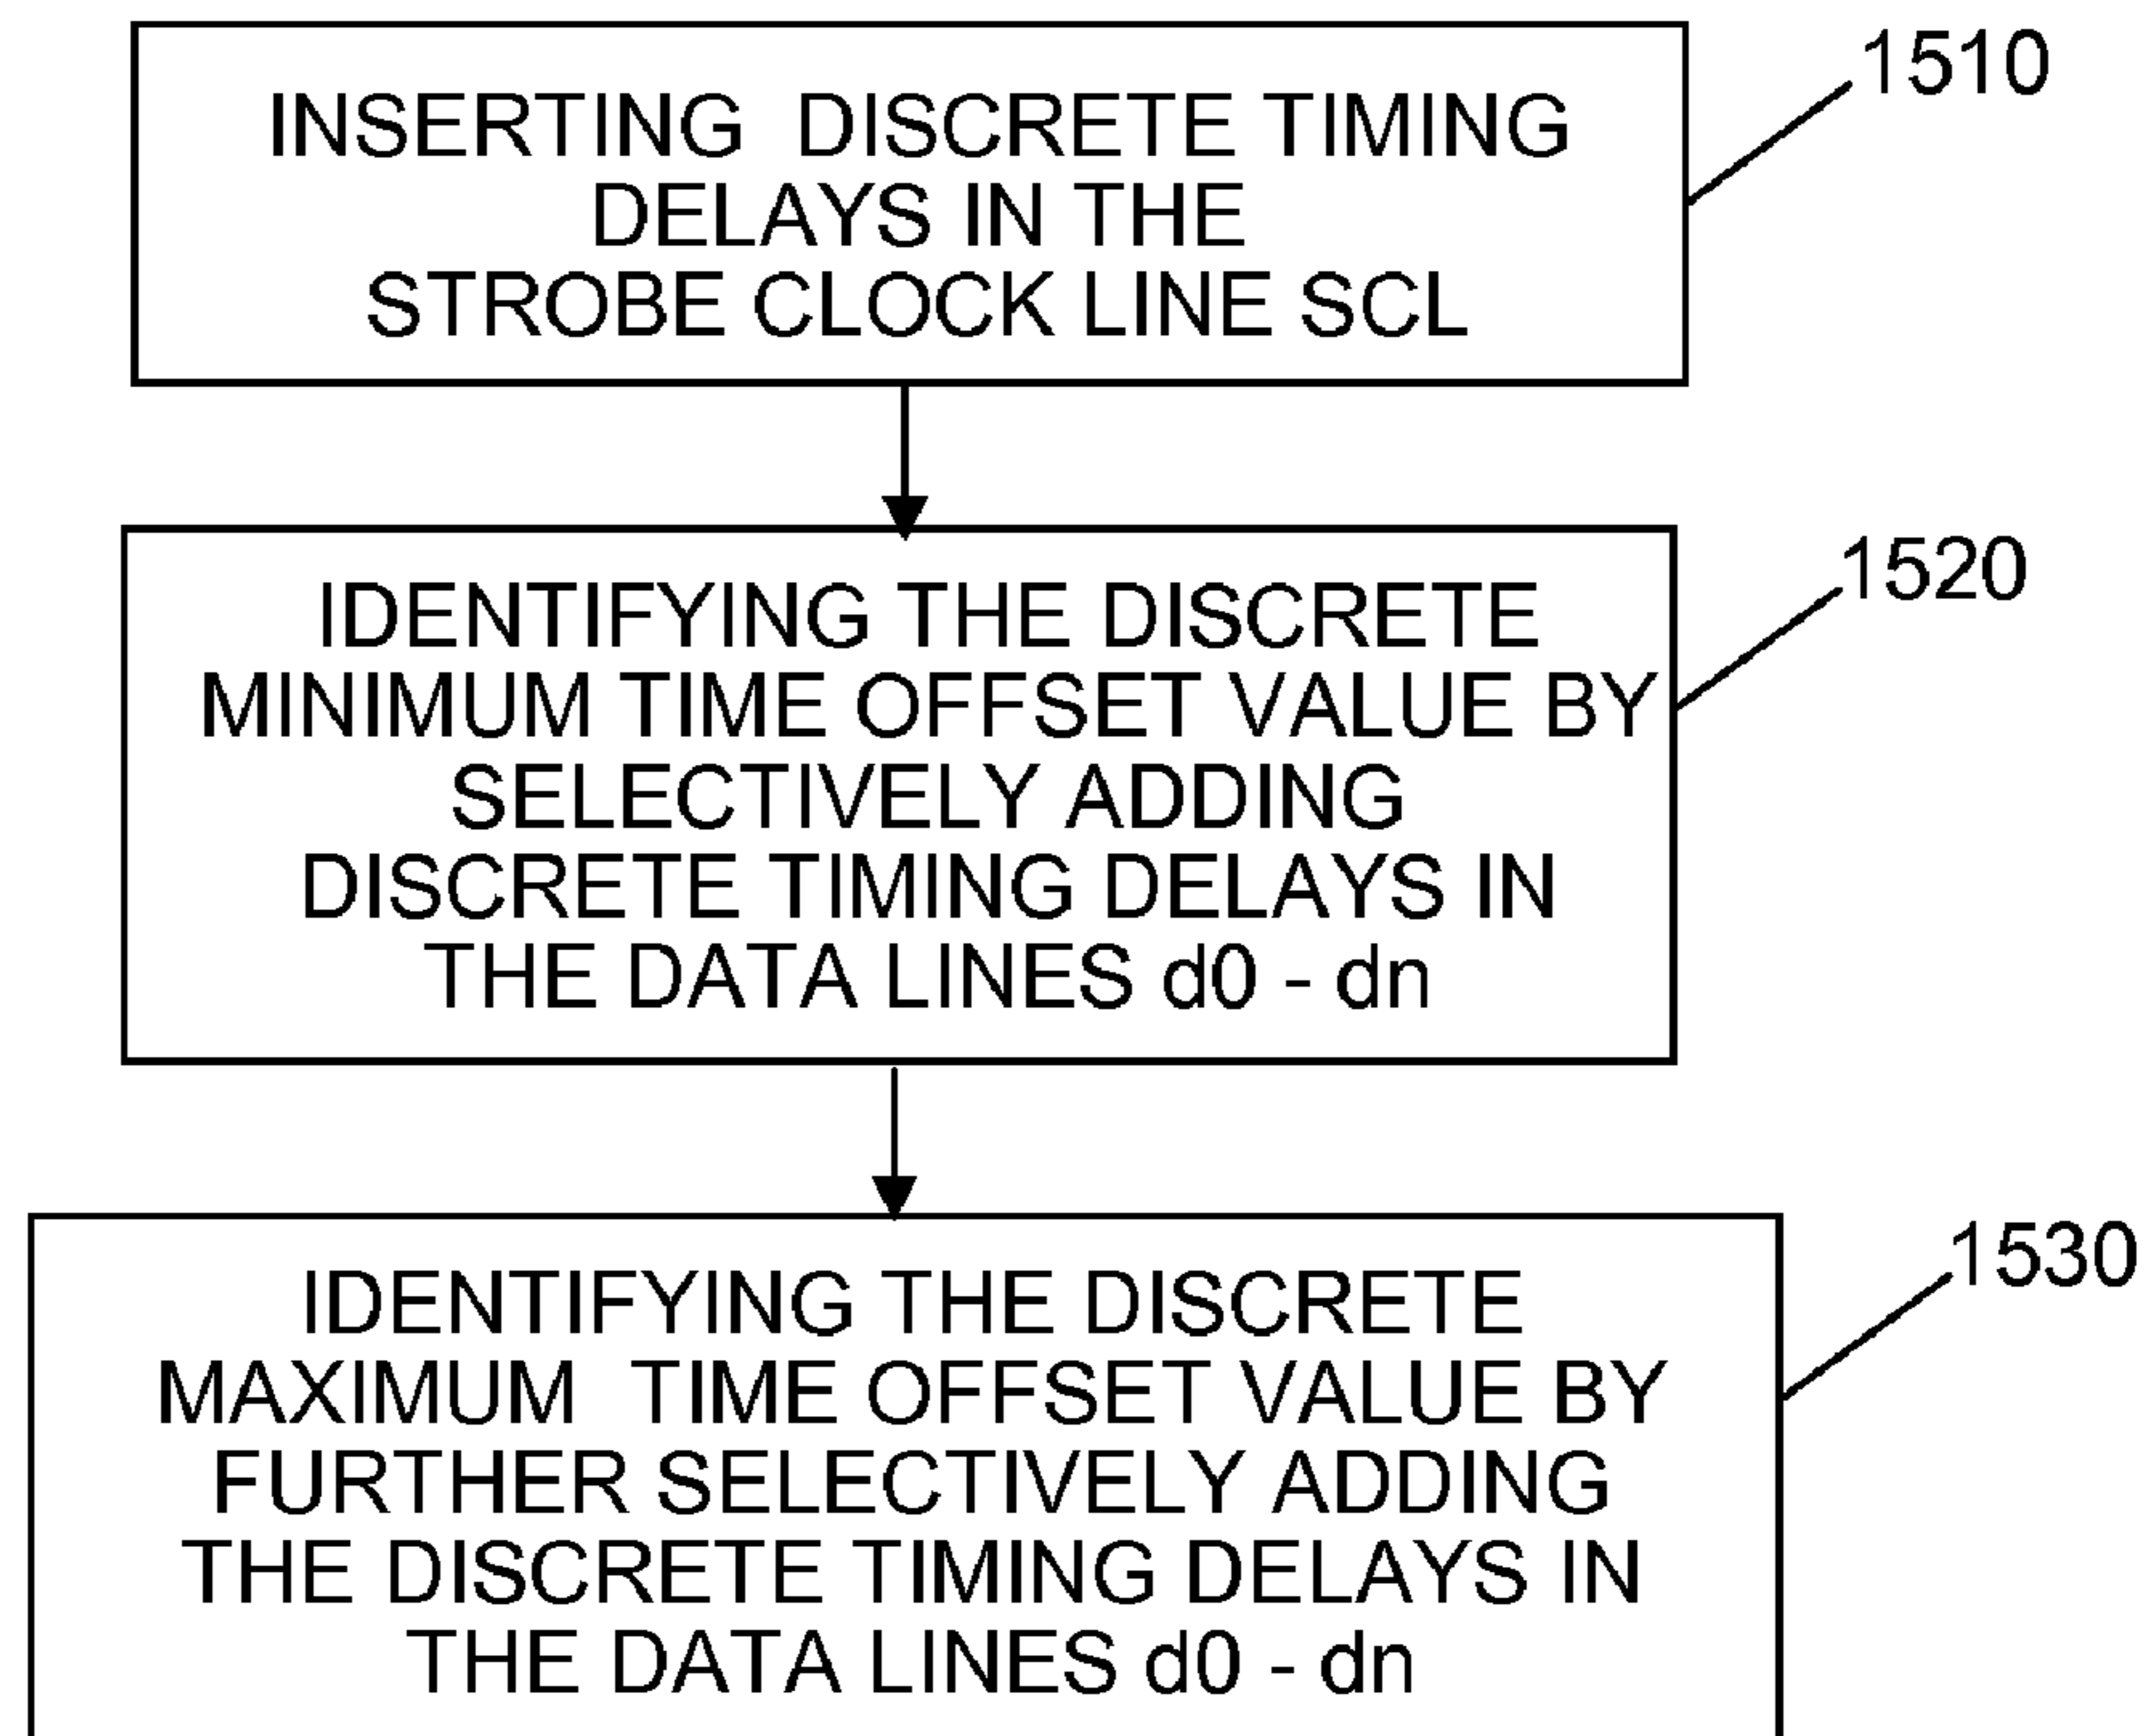 INSERTING DISCRETE TIMING
DELAYS IN THE
STROBE CLOCK LINE SCL
1510
IDENTIFYING THE DISCRETE
MINIMUM TIME OFFSET VALUE BY
SELECTIVELY ADDING
DISCRETE TIMING DELAYS IN
THE DATA LINES d0 - dn
1520
IDENTIFYING THE DISCRETE
MAXIMUM TIME OFFSET VALUE BY
FURTHER SELECTIVELY ADDING
THE DISCRETE TIMING DELAYS IN
THE DATA LINES d0 - dn
1530